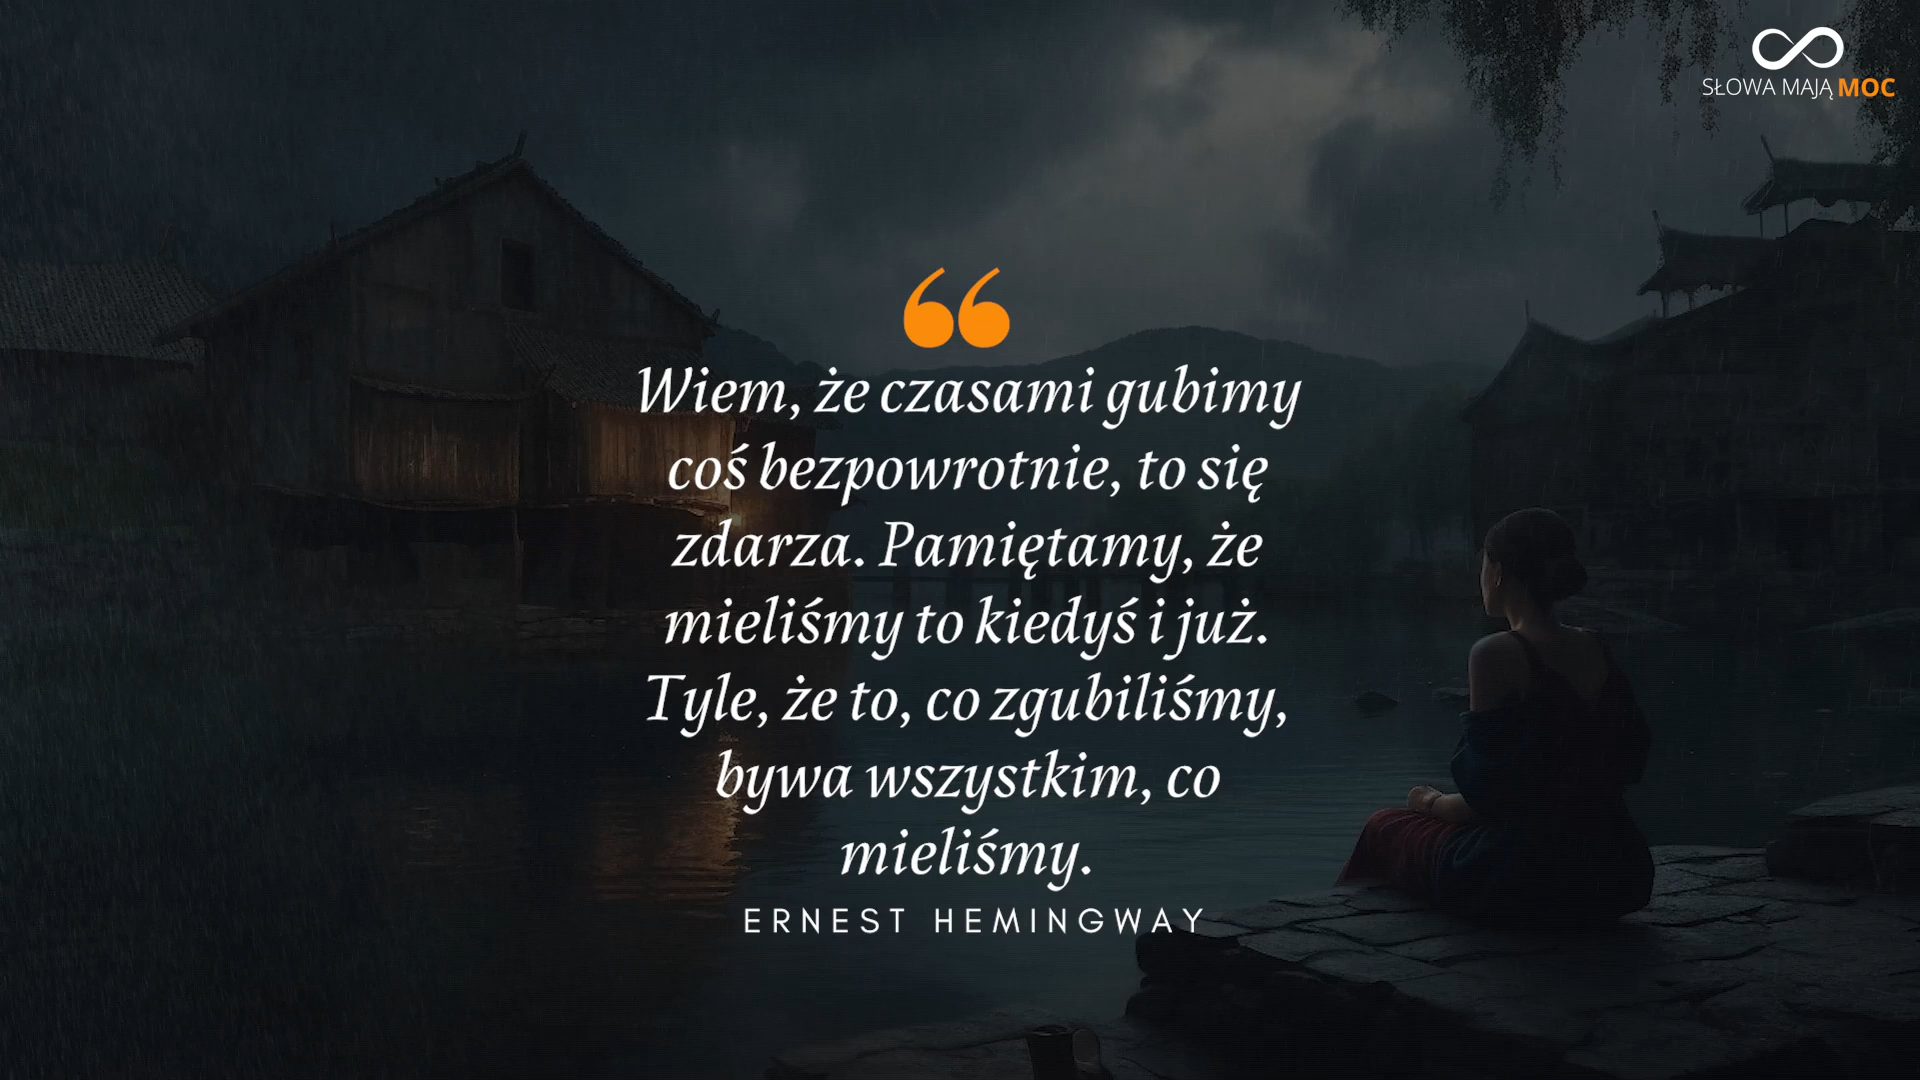 SŁOWA MAJĄ MOC
Wiem, że czasami gubimy
coś bezpowrotnie, to się
zdarza. Pamiętamy, że
mieliśmy to kiedyś i już.
Tyle, że to, co zgubiliśmy,
bywa wszystkim, co
mieliśmy.
ERNEST HEMINGWAY